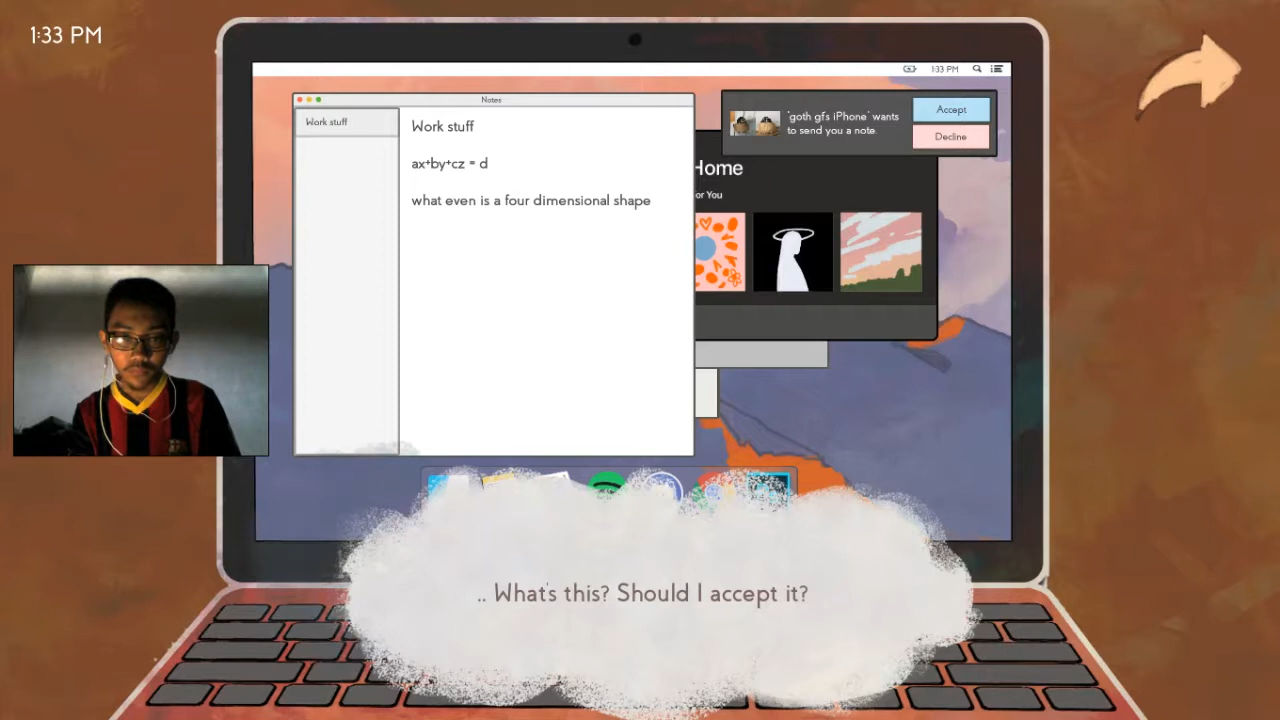 1:33 PM
1:33 PM
Notes
Work stuff
Work stuff
ax+by+cz = d
what even is a four dimensional shape
"goth gfs iPhone" wants
to send you a note.
Accept
Decline
Home
or You
.. What's this? Should I accept it?